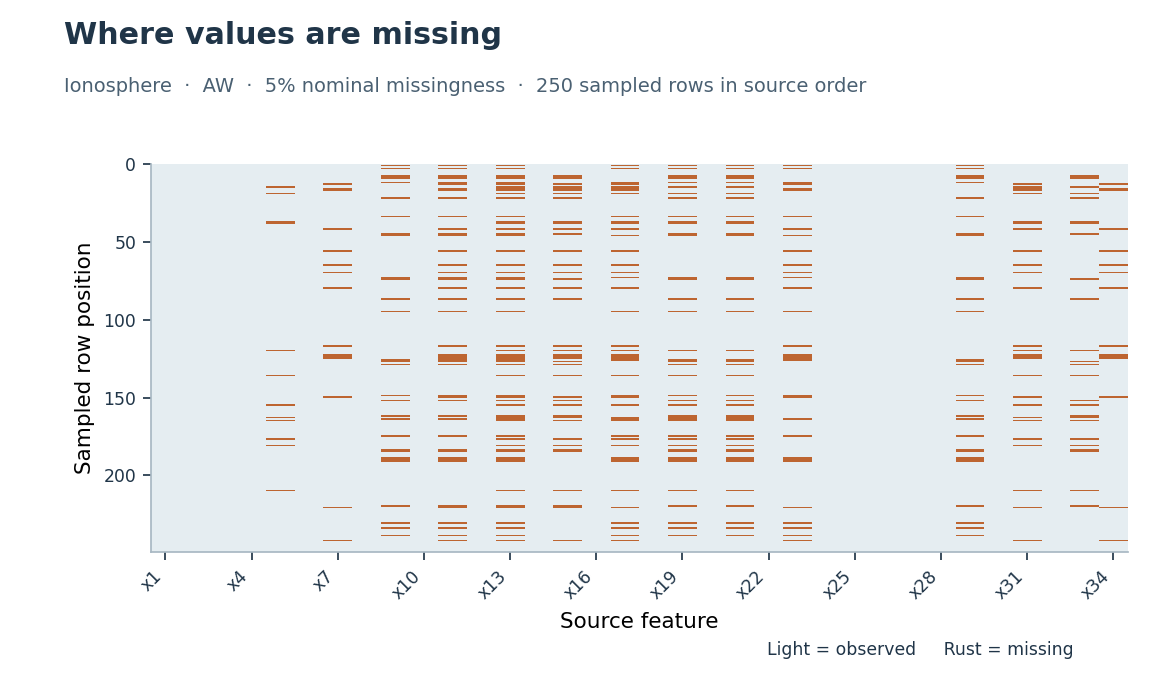 Where values are missing
Ionosphere · AW · 5% nominal missingness · 250 sampled rows in source order
0
50
100
150
200
Sampled row position
x1 x4 x7 x10 x13 x16 x19 x22 x25 x28 x31 x34
Source feature
Light = observed Rust = missing